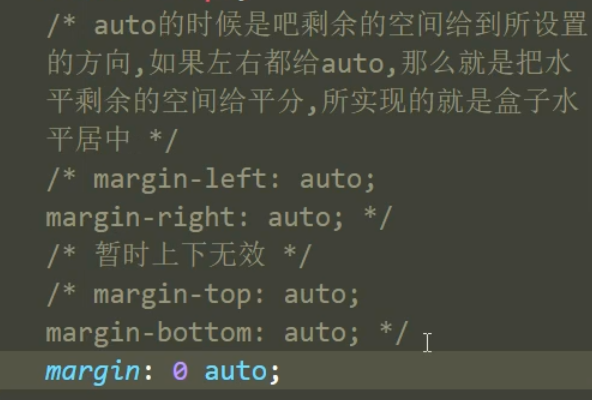 /* auto的时候是吧剩余的空间给到所设置
的方向,如果左右都给auto,那么就是把水
平剩余的空间给平分,所实现的就是盒子水
平居中 */
/* margin-left: auto;
margin-right: auto; */
/* 暂时上下无效 */
/* margin-top: auto;
margin-bottom: auto; */
margin: 0 auto;